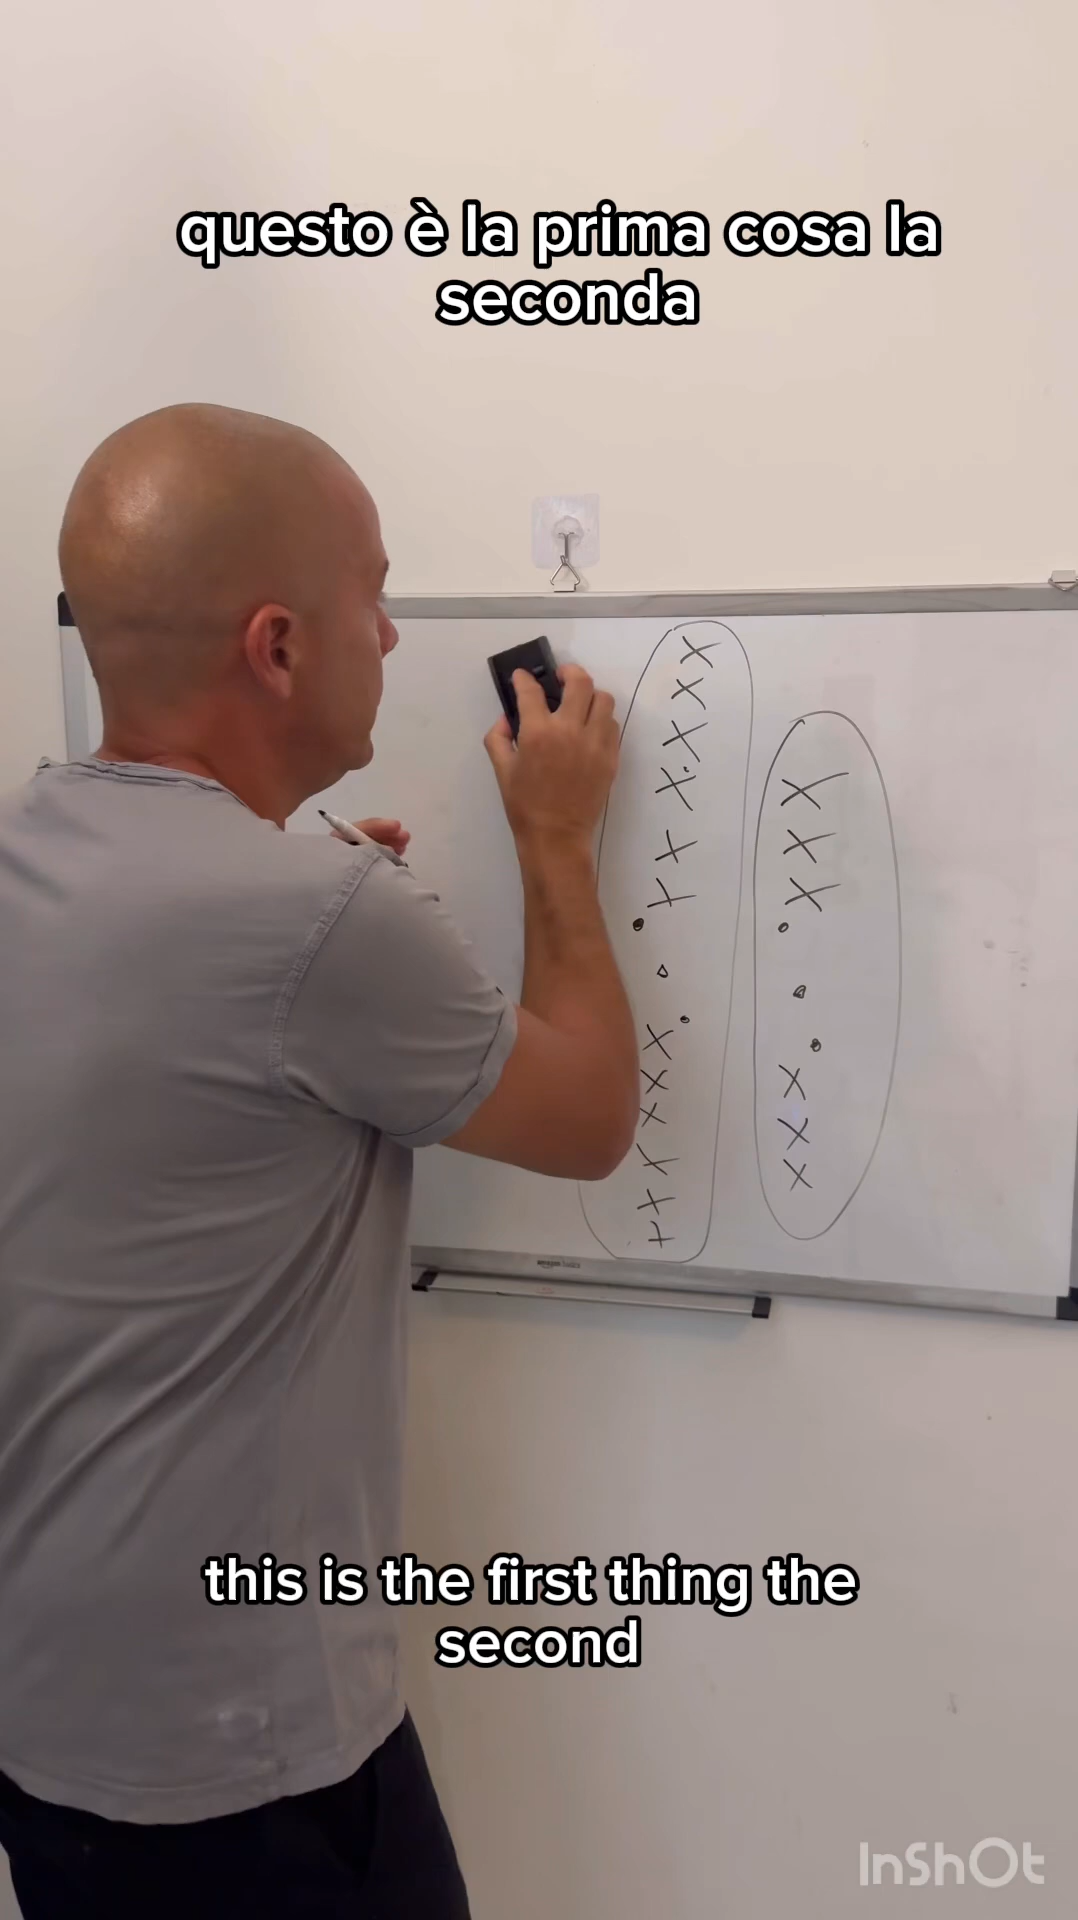 questo è la prima cosa la
seconda
X X X X X X
X X X
X X X X X X
X X X
this is the first thing the
second
InShOt